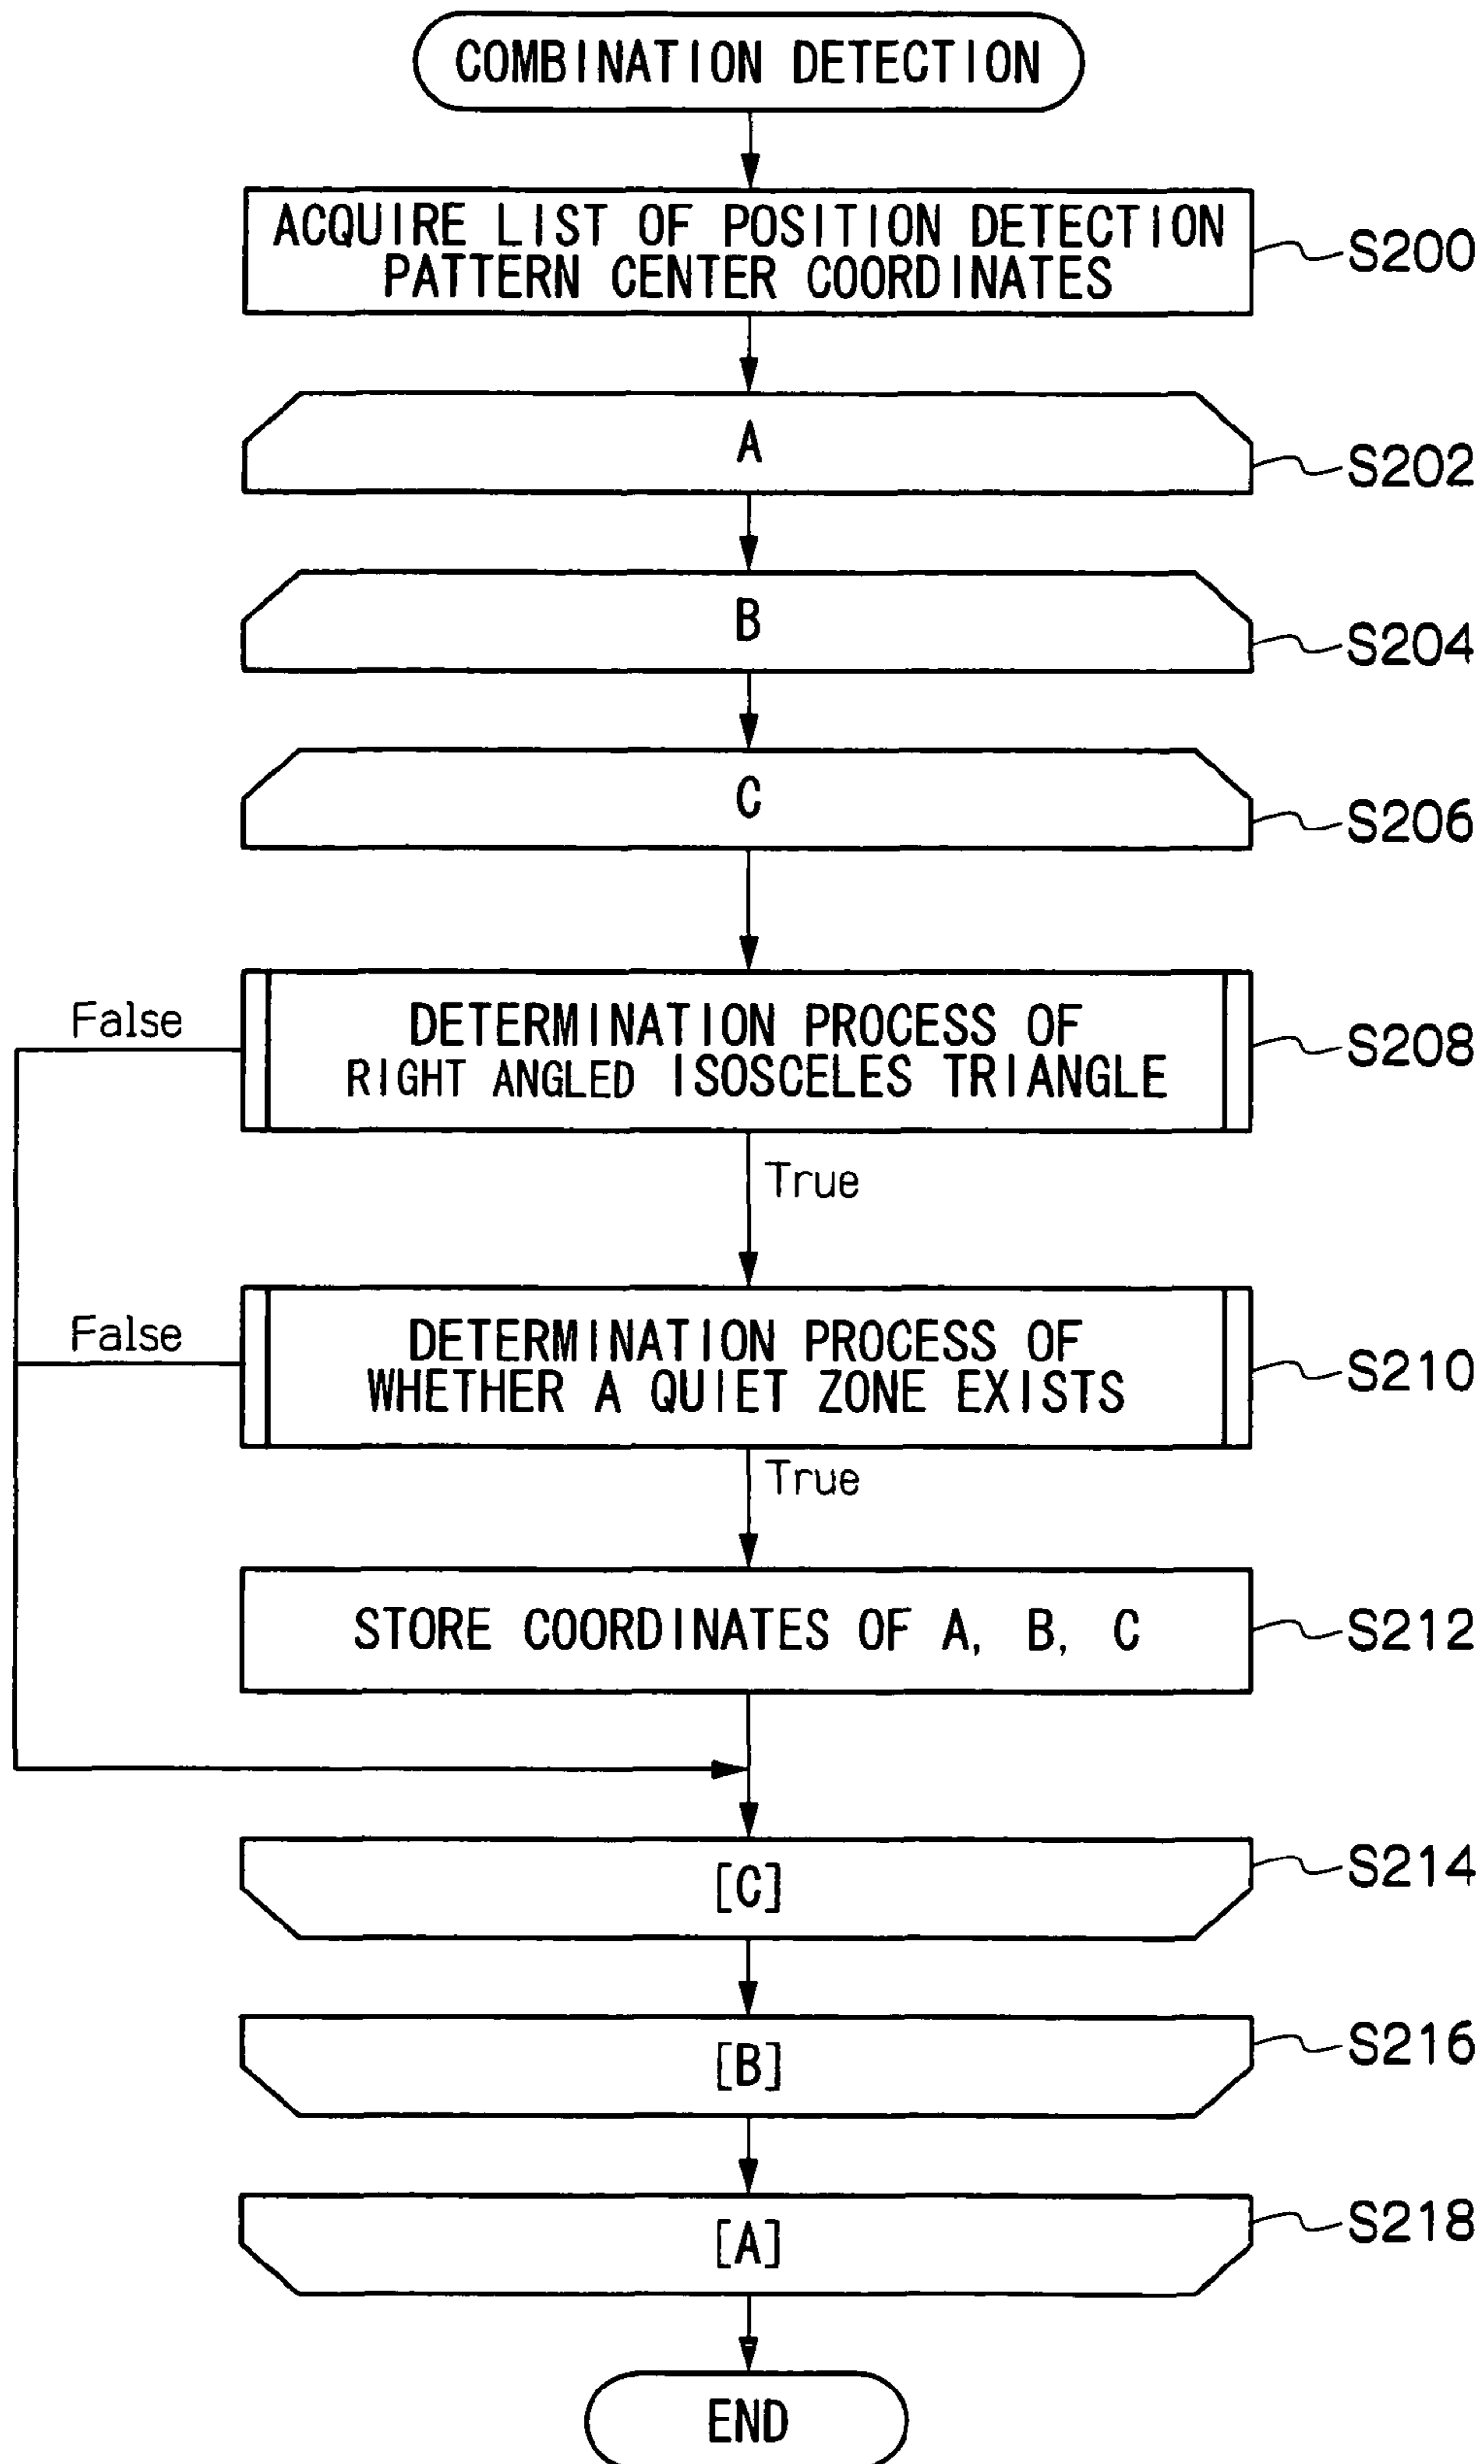 COMBINATION DETECTION
ACQUIRE LIST OF POSITION DETECTION
PATTERN CENTER COORDINATES
S200
A
S202
B
S204
C
S206
False
DETERMINATION PROCESS OF
RIGHT ANGLED ISOSCELES TRIANGLE
S208
True
False
DETERMINATION PROCESS OF
WHETHER A QUIET ZONE EXISTS
S210
True
STORE COORDINATES OF A, B, C
S212
[C]
S214
[B]
S216
[A]
S218
END